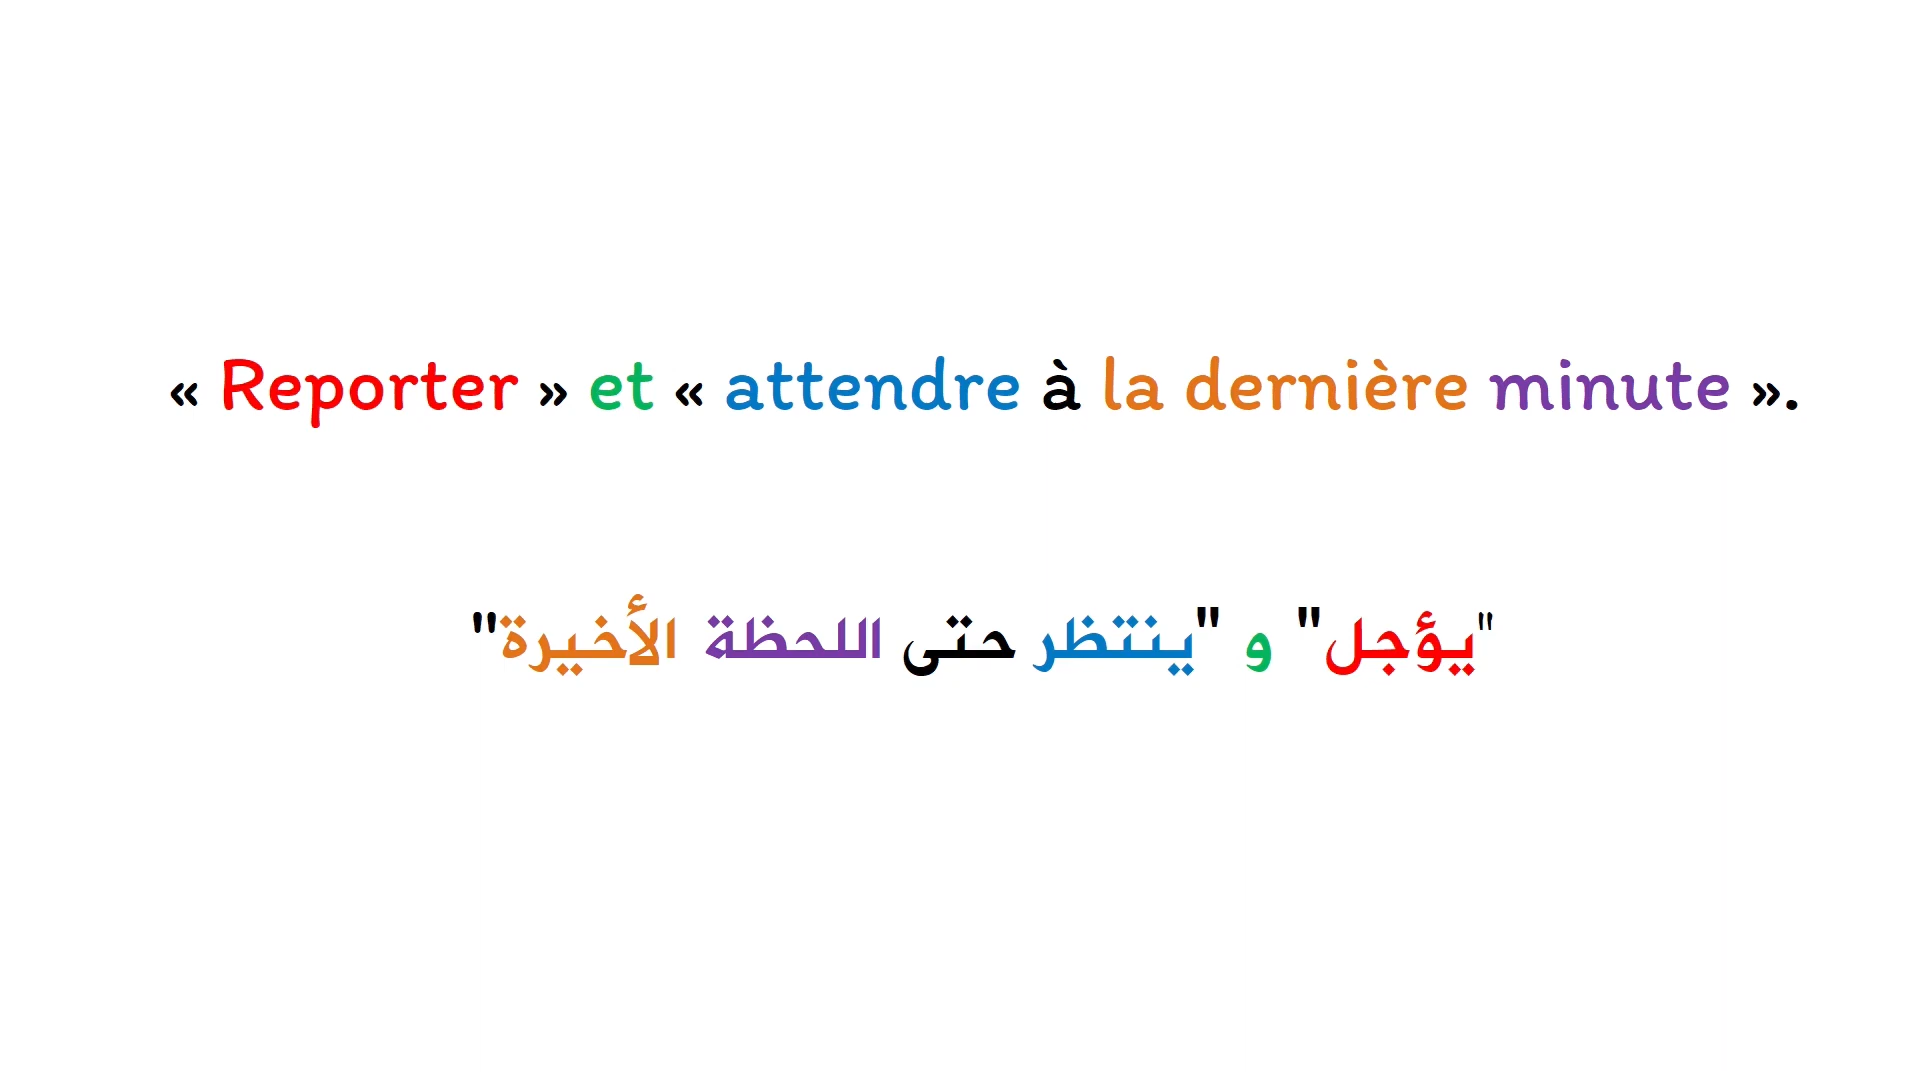 « Reporter » et « attendre à la dernière minute ».
"يؤجل" و "ينتظر حتى اللحظة الأخيرة"